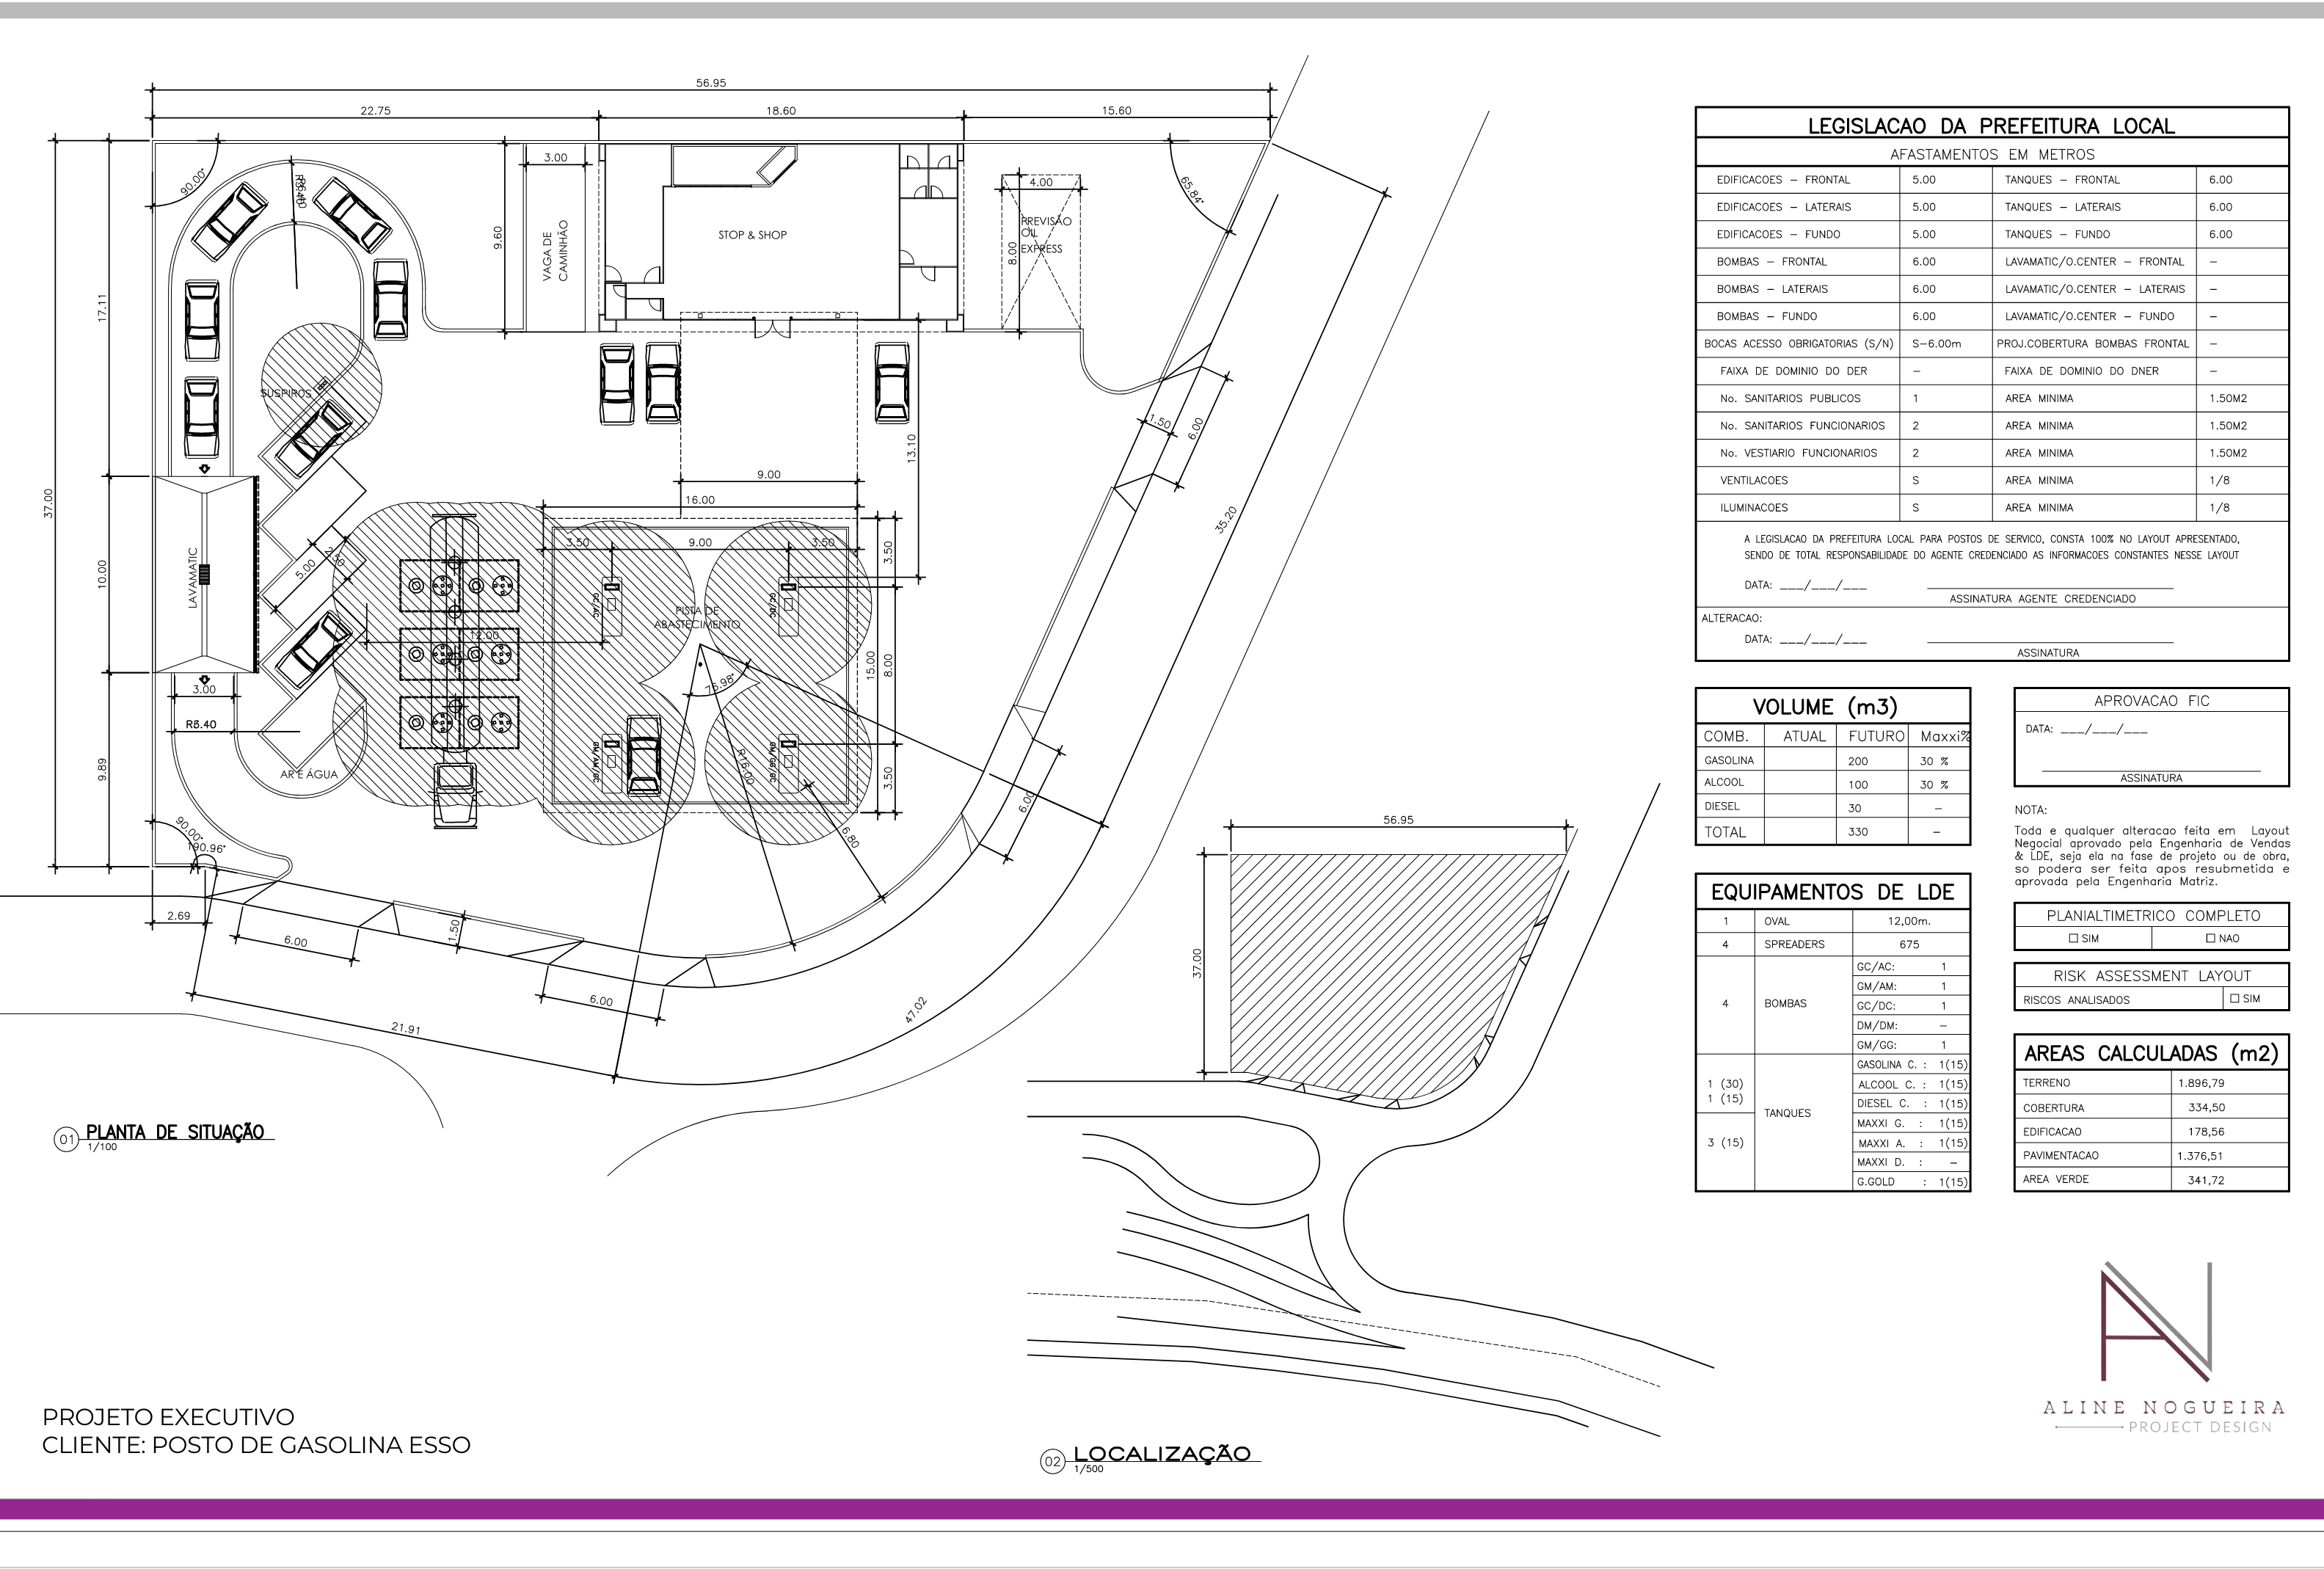 56.95
22.75
18.60
15.60
37.00
17.11
10.00
9.89
90.00°
3.00
9.60
VAGA DE
CAMINHÃO
STOP & SHOP
4.00
8.00
PREVISÃO
OIL
EXPRESS
65.84°
SUSPIROS
13.10
1.50
6.00
35.20
9.00
16.00
3.50
9.00
3.50
3.50
15.00
8.00
3.50
LAVAMATIC
5.00
2.50
12.00
GC/AC
GC/DC
PISTA DE
ABASTECIMENTO
75.98°
3.00
AR E ÁGUA
GM/AM/GC
R16.00
6.80
6.00
90.00°
190.96°
2.69
6.00
1.50
6.00
21.91
47.02
01 PLANTA DE SITUAÇÃO
1/100
56.95
37.00
02 LOCALIZAÇÃO
1/500
PROJETO EXECUTIVO
CLIENTE: POSTO DE GASOLINA ESSO
LEGISLACAO DA PREFEITURA LOCAL
AFASTAMENTOS EM METROS
EDIFICACOES – FRONTAL 5.00 TANQUES – FRONTAL 6.00
EDIFICACOES – LATERAIS 5.00 TANQUES – LATERAIS 6.00
EDIFICACOES – FUNDO 5.00 TANQUES – FUNDO 6.00
BOMBAS – FRONTAL 6.00 LAVAMATIC/O.CENTER – FRONTAL –
BOMBAS – LATERAIS 6.00 LAVAMATIC/O.CENTER – LATERAIS –
BOMBAS – FUNDO 6.00 LAVAMATIC/O.CENTER – FUNDO –
BOCAS ACESSO OBRIGATORIAS (S/N) S–6.00m PROJ.COBERTURA BOMBAS FRONTAL –
FAIXA DE DOMINIO DO DER – FAIXA DE DOMINIO DO DNER –
No. SANITARIOS PUBLICOS 1 AREA MINIMA 1.50M2
No. SANITARIOS FUNCIONARIOS 2 AREA MINIMA 1.50M2
No. VESTIARIO FUNCIONARIOS 2 AREA MINIMA 1.50M2
VENTILACOES S AREA MINIMA 1/8
ILUMINACOES S AREA MINIMA 1/8
A LEGISLACAO DA PREFEITURA LOCAL PARA POSTOS DE SERVICO, CONSTA 100% NO LAYOUT APRESENTADO,
SENDO DE TOTAL RESPONSABILIDADE DO AGENTE CREDENCIADO AS INFORMACOES CONSTANTES NESSE LAYOUT
DATA: ___/___/___
ASSINATURA AGENTE CREDENCIADO
ALTERACAO:
DATA: ___/___/___
ASSINATURA
VOLUME (m3)
COMB. ATUAL FUTURO Maxxi%
GASOLINA 200 30 %
ALCOOL 100 30 %
DIESEL 30 –
TOTAL 330 –
EQUIPAMENTOS DE LDE
1 OVAL 12,00m.
4 SPREADERS 675
4 BOMBAS
GC/AC: 1
GM/AM: 1
GC/DC: 1
DM/DM: –
GM/GG: 1
1 (30)
1 (15)
3 (15)
TANQUES
GASOLINA C. : 1(15)
ALCOOL C. : 1(15)
DIESEL C. : 1(15)
MAXXI G. : 1(15)
MAXXI A. : 1(15)
MAXXI D. : –
G.GOLD : 1(15)
APROVACAO FIC
DATA: ___/___/___
ASSINATURA
NOTA:
Toda e qualquer alteracao feita em Layout
Negocial aprovado pela Engenharia de Vendas
& LDE, seja ela na fase de projeto ou de obra,
so podera ser feita apos resubmetida e
aprovada pela Engenharia Matriz.
PLANIALTIMETRICO COMPLETO
☐ SIM ☐ NAO
RISK ASSESSMENT LAYOUT
RISCOS ANALISADOS ☐ SIM
AREAS CALCULADAS (m2)
TERRENO 1.896,79
COBERTURA 334,50
EDIFICACAO 178,56
PAVIMENTACAO 1.376,51
AREA VERDE 341,72
ALINE NOGUEIRA
PROJECT DESIGN